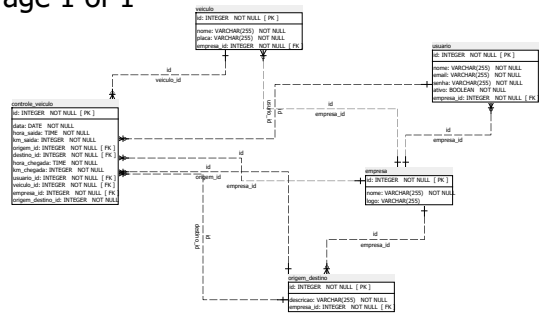 Page 1 of 1
veiculo
id: INTEGER NOT NULL [ PK ]
nome: VARCHAR(255) NOT NULL
placa: VARCHAR(255) NOT NULL
empresa_id: INTEGER NOT NULL [ FK
usuario
id: INTEGER NOT NULL [ PK ]
nome: VARCHAR(255) NOT NULL
email: VARCHAR(255) NOT NULL
senha: VARCHAR(255) NOT NULL
ativo: BOOLEAN NOT NULL
empresa_id: INTEGER NOT NULL [ FK
id
veiculo_id
id
usuario_id
id
empresa_id
id
empresa_id
controle_veiculo
id: INTEGER NOT NULL [ PK ]
data: DATE NOT NULL
hora_saida: TIME NOT NULL
km_saida: INTEGER NOT NULL
origem_id: INTEGER NOT NULL [ FK ]
destino_id: INTEGER NOT NULL [ FK ]
hora_chegada: TIME NOT NULL
km_chegada: INTEGER NOT NULL
usuario_id: INTEGER NOT NULL [ FK ]
veiculo_id: INTEGER NOT NULL [ FK ]
empresa_id: INTEGER NOT NULL [ FK
origem_destino_id: INTEGER NOT NULL
id
empresa_id
id
origem_id
id
destino_id
empresa
id: INTEGER NOT NULL [ PK ]
nome: VARCHAR(255) NOT NULL
logo: VARCHAR(255)
id
empresa_id
origem_destino
id: INTEGER NOT NULL [ PK ]
descricao: VARCHAR(255) NOT NULL
empresa_id: INTEGER NOT NULL [ FK